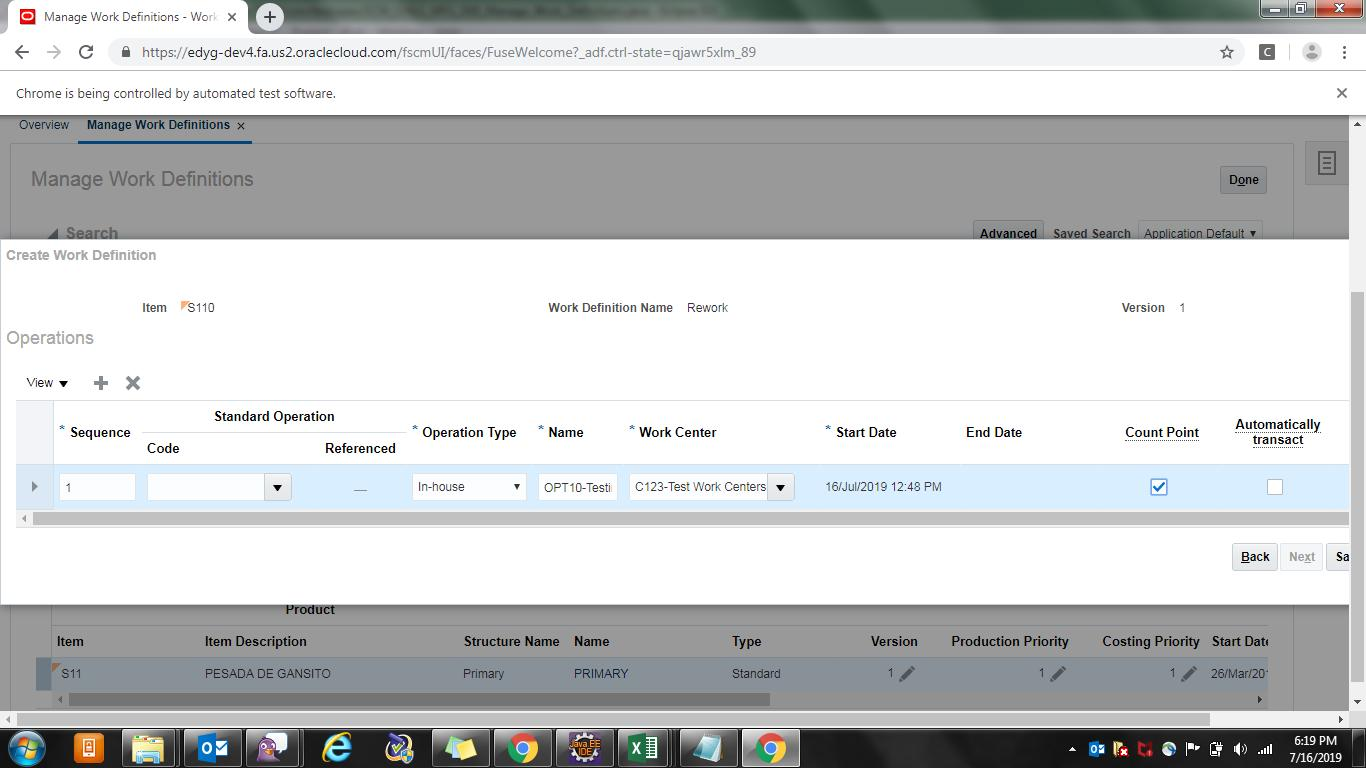 Manage Work Definitions - Work
https://edyg-dev4.fa.us2.oraclecloud.com/fscmUI/faces/FuseWelcome?_adf.ctrl-state=qjawr5xlm_89
C
Chrome is being controlled by automated test software.
Overview Manage Work Definitions
Manage Work Definitions
Done
Search
Advanced Saved Search Application Default
Create Work Definition
Item S110 Work Definition Name Rework Version 1
Operations
View
Standard Operation
* Sequence Code Referenced * Operation Type * Name * Work Center * Start Date End Date Count Point Automatically transact
1 — In-house OPT10-Testi C123-Test Work Centers 16/Jul/2019 12:48 PM
Back Next Sa
Product
Item Item Description Structure Name Name Type Version Production Priority Costing Priority Start Date
S11 PESADA DE GANSITO Primary PRIMARY Standard 1 1 1 26/Mar/201
Java EE
IDE
6:19 PM
7/16/2019